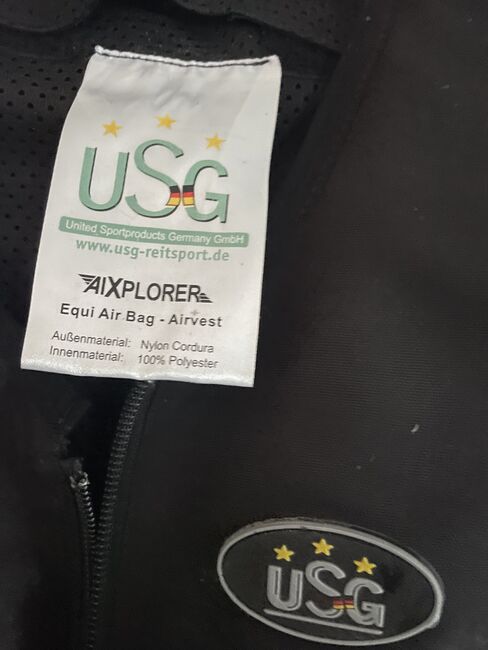 USG
United Sportproducts Germany GmbH
www.usg-reitsport.de
AIXPLORER
Equi Air Bag - Airvest
Außenmaterial: Nylon Cordura
Innenmaterial: 100% Polyester
USG